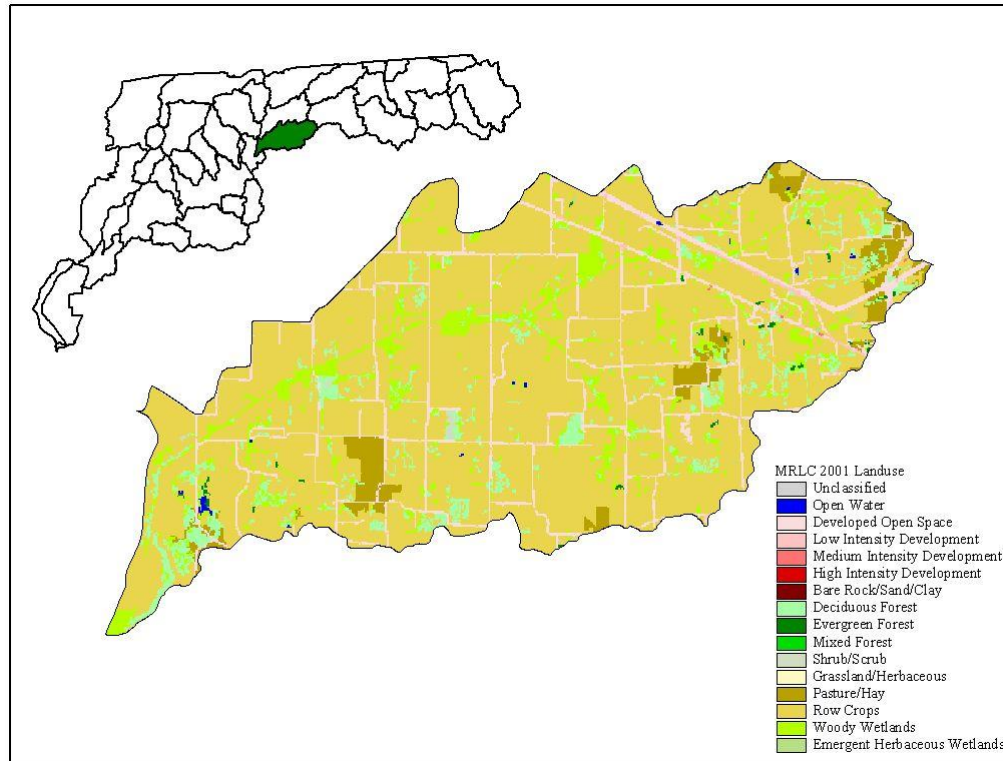 MRLC 2001 Landuse
Unclassified
Open Water
Developed Open Space
Low Intensity Development
Medium Intensity Development
High Intensity Development
Bare Rock/Sand/Clay
Deciduous Forest
Evergreen Forest
Mixed Forest
Shrub/Scrub
Grassland/Herbaceous
Pasture/Hay
Row Crops
Woody Wetlands
Emergent Herbaceous Wetlands